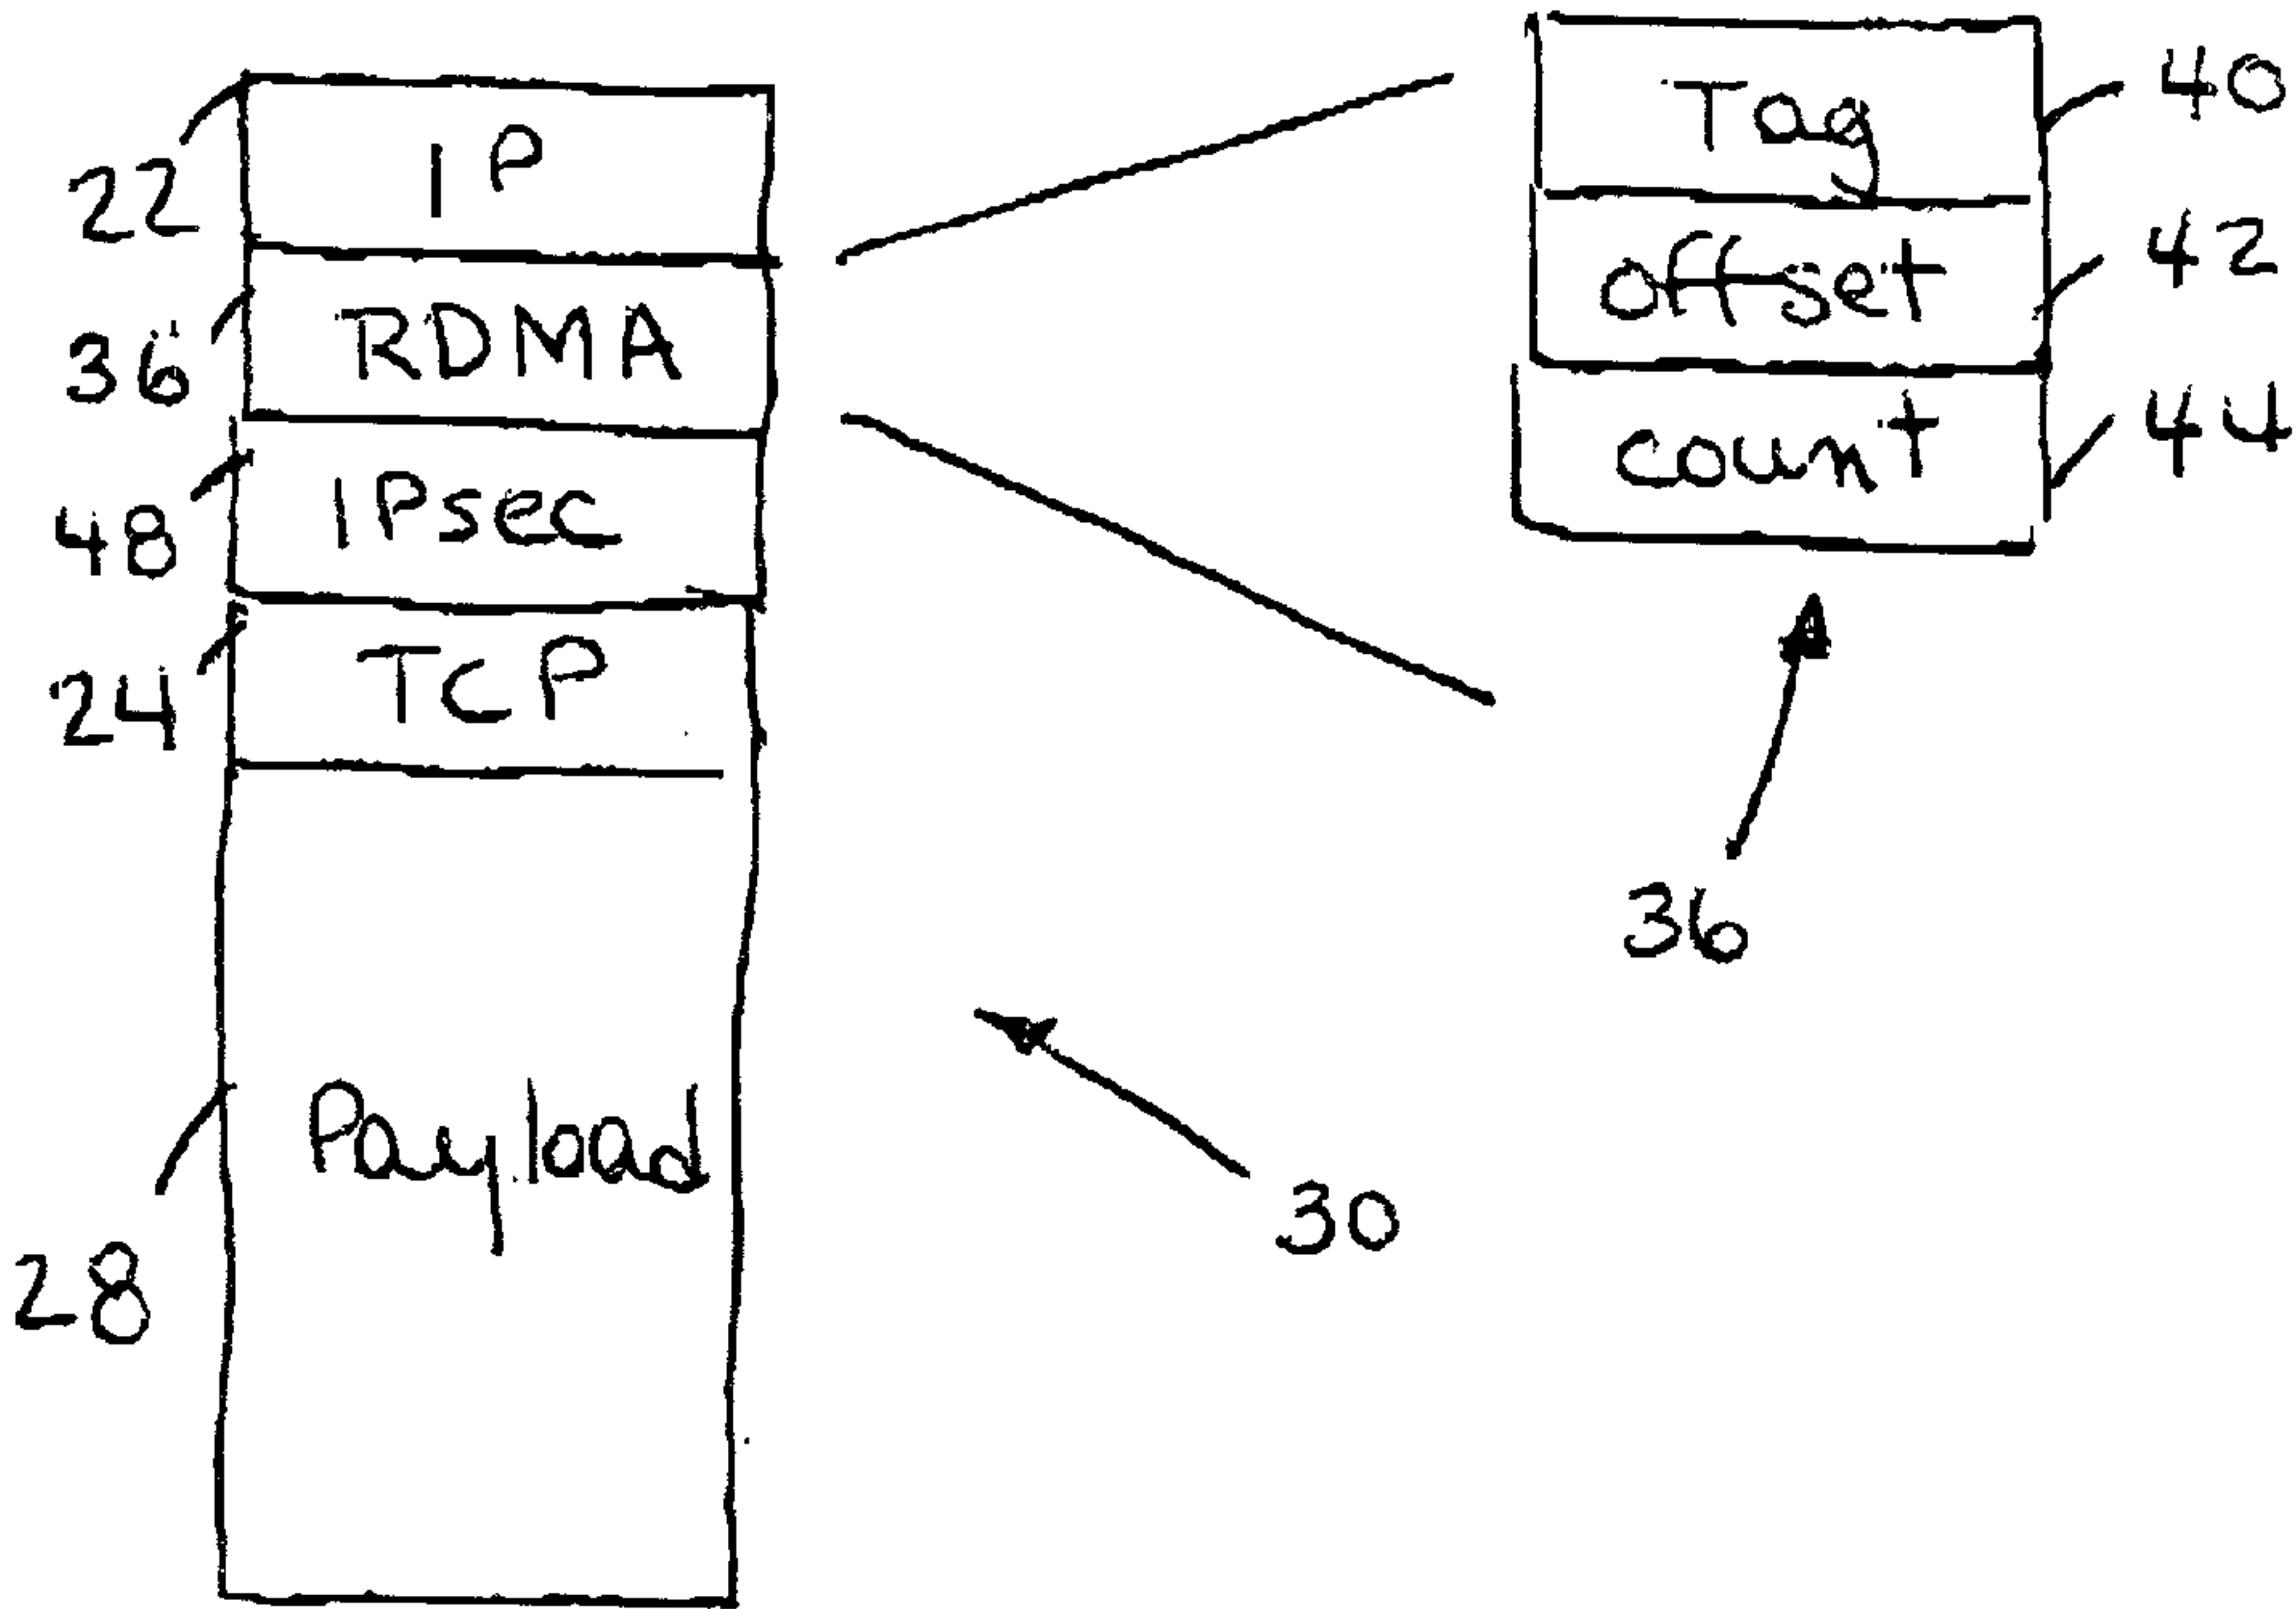 22
IP
36
RDMA
48
IPsec
24
TCP
28
Payload
30
Tag
40
offset
42
count
44
36